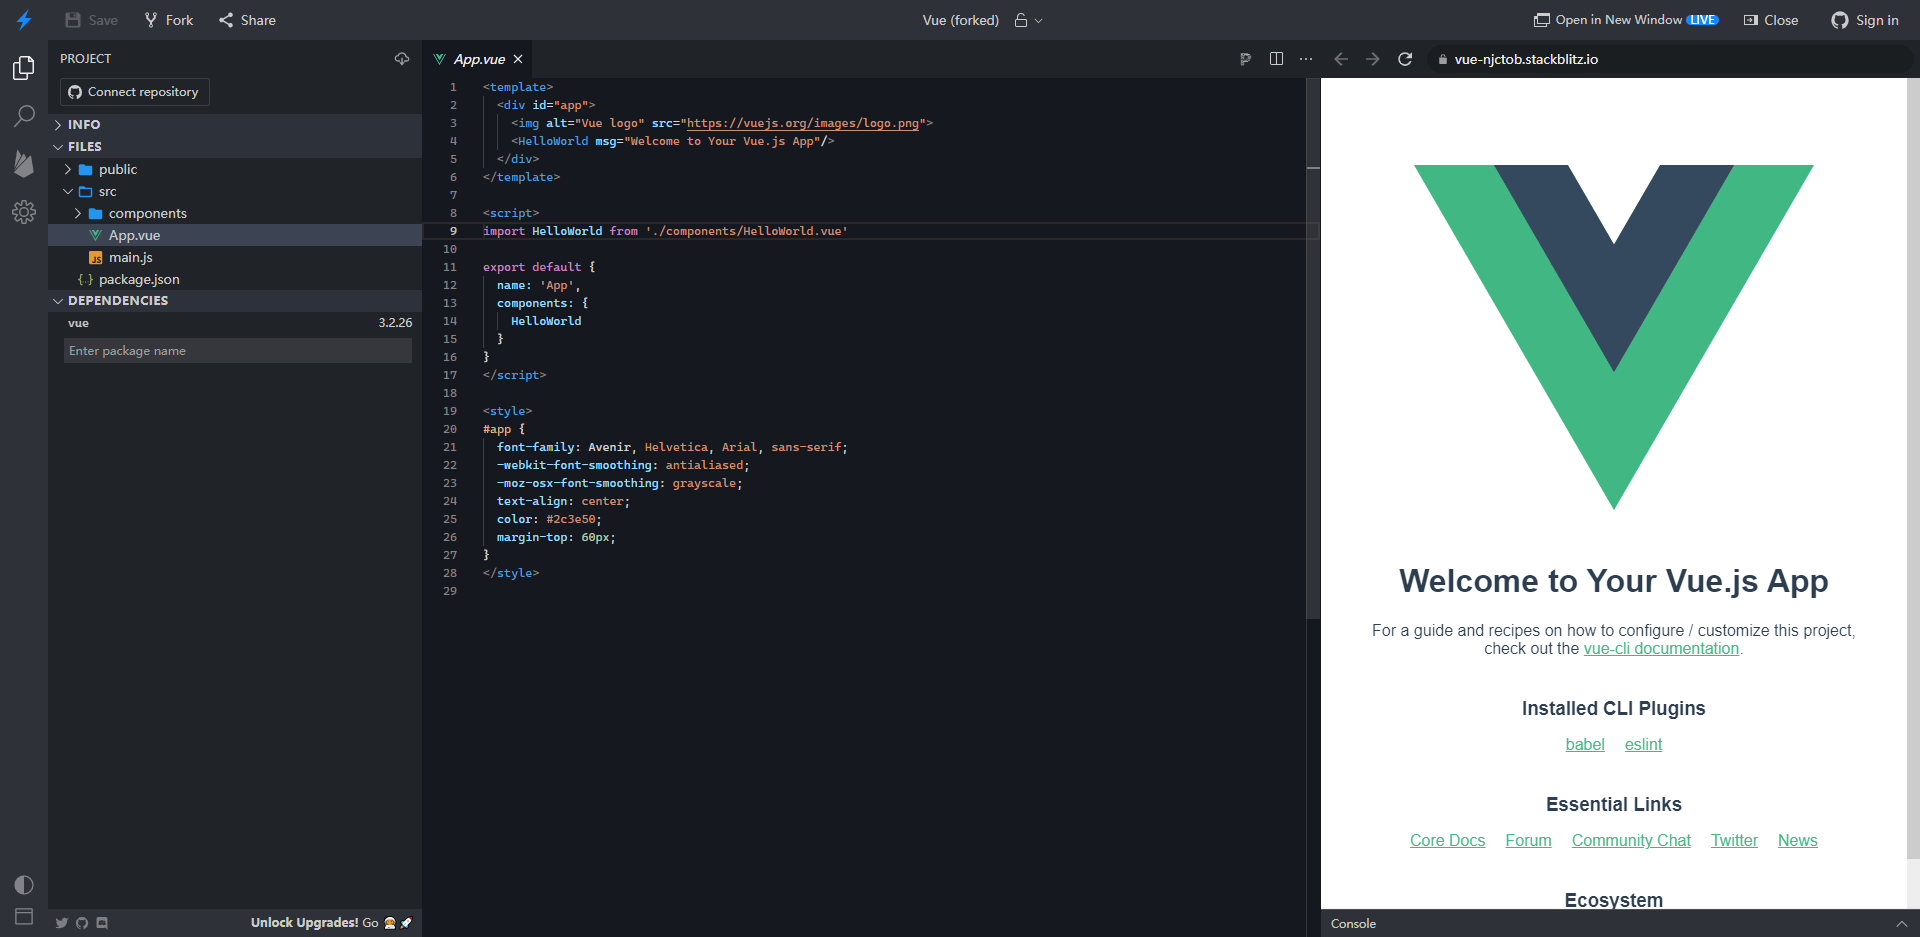 Save Fork Share Vue (forked) Open in New Window LIVE Close Sign in
PROJECT
Connect repository
INFO
FILES
public
src
components
App.vue
JS main.js
{} package.json
DEPENDENCIES
vue 3.2.26
Enter package name
Unlock Upgrades! Go
App.vue
1 <template>
2 <div id="app">
3 <img alt="Vue logo" src="https://vuejs.org/images/logo.png">
4 <HelloWorld msg="Welcome to Your Vue.js App"/>
5 </div>
6 </template>
7
8 <script>
9 import HelloWorld from './components/HelloWorld.vue'
10
11 export default {
12 name: 'App',
13 components: {
14 HelloWorld
15 }
16 }
17 </script>
18
19 <style>
20 #app {
21 font-family: Avenir, Helvetica, Arial, sans-serif;
22 -webkit-font-smoothing: antialiased;
23 -moz-osx-font-smoothing: grayscale;
24 text-align: center;
25 color: #2c3e50;
26 margin-top: 60px;
27 }
28 </style>
29
vue-njctob.stackblitz.io
Welcome to Your Vue.js App
For a guide and recipes on how to configure / customize this project,
check out the vue-cli documentation.
Installed CLI Plugins
babel eslint
Essential Links
Core Docs Forum Community Chat Twitter News
Ecosystem
Console